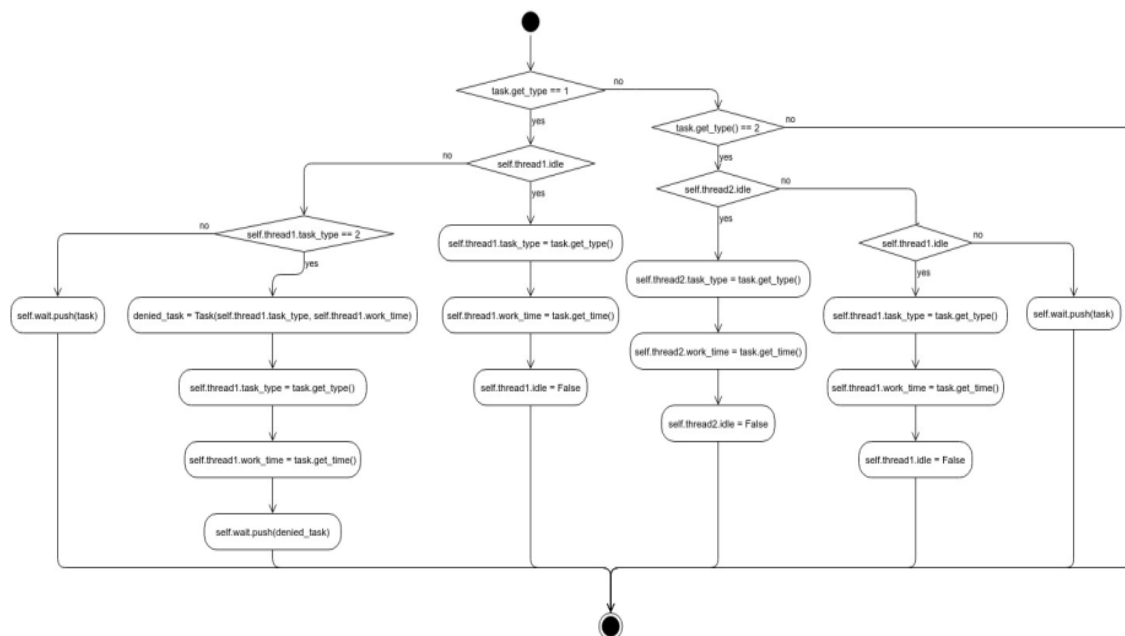 task.get_type == 1
no
yes
task.get_type() == 2
no
yes
self.thread1.idle
no
yes
self.thread2.idle
no
yes
self.thread1.task_type == 2
no
yes
self.thread1.task_type = task.get_type()
self.thread1.idle
no
yes
self.thread2.task_type = task.get_type()
self.wait.push(task)
denied_task = Task(self.thread1.task_type, self.thread1.work_time)
self.thread1.work_time = task.get_time()
self.thread1.task_type = task.get_type()
self.wait.push(task)
self.thread2.work_time = task.get_time()
self.thread1.task_type = task.get_type()
self.thread1.idle = False
self.thread1.work_time = task.get_time()
self.thread2.idle = False
self.thread1.work_time = task.get_time()
self.thread1.idle = False
self.wait.push(denied_task)